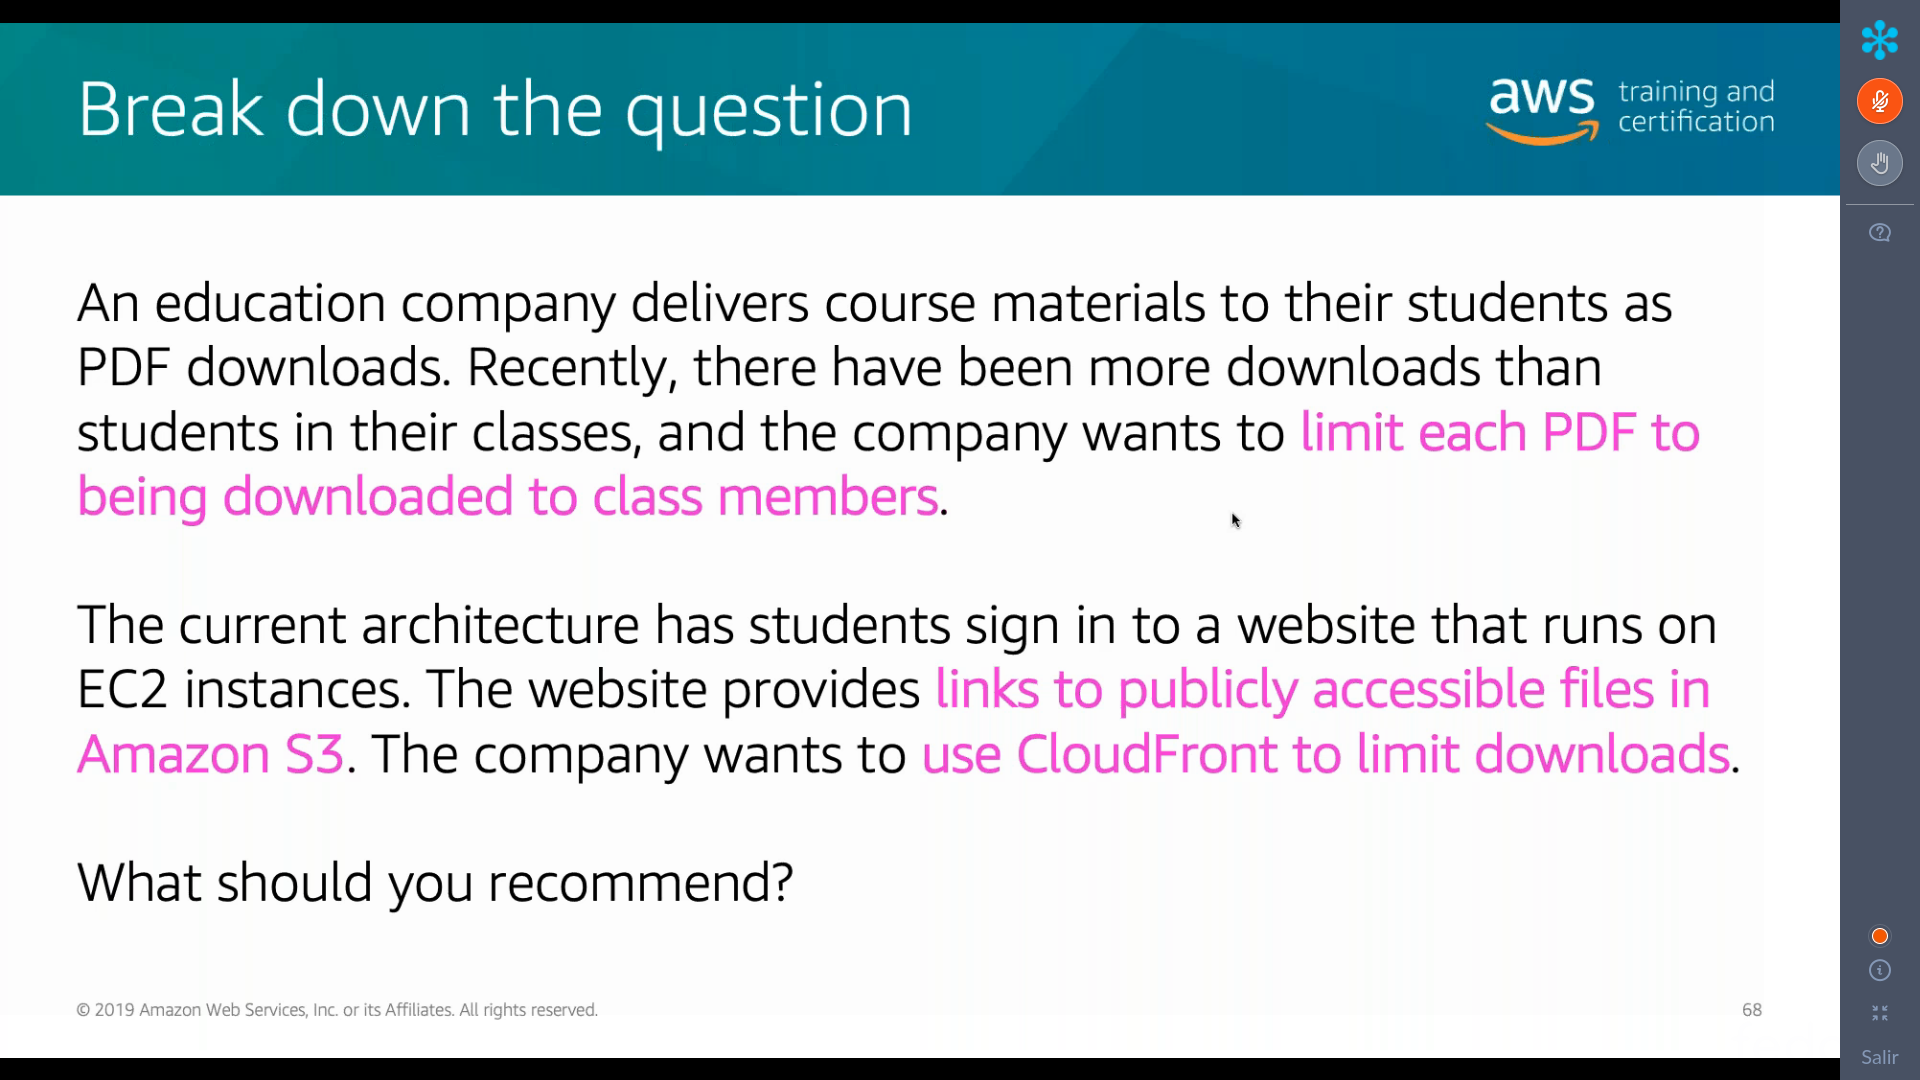 Break down the question
aws training and
certification
An education company delivers course materials to their students as
PDF downloads. Recently, there have been more downloads than
students in their classes, and the company wants to limit each PDF to
being downloaded to class members.
The current architecture has students sign in to a website that runs on
EC2 instances. The website provides links to publicly accessible files in
Amazon S3. The company wants to use CloudFront to limit downloads.
What should you recommend?
© 2019 Amazon Web Services, Inc. or its Affiliates. All rights reserved.
68
Salir